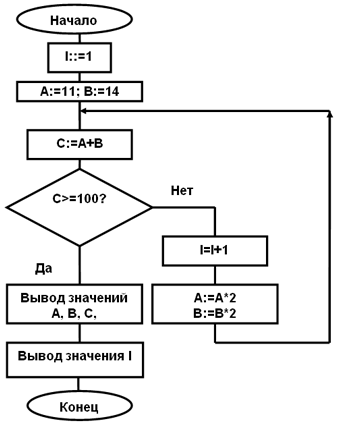 Начало
I::=1
A:=11; B:=14
C:=A+B
C>=100?
Нет
I=I+1
Да
A:=A*2
B:=B*2
Вывод значений
А, В, С,
Вывод значения I
Конец